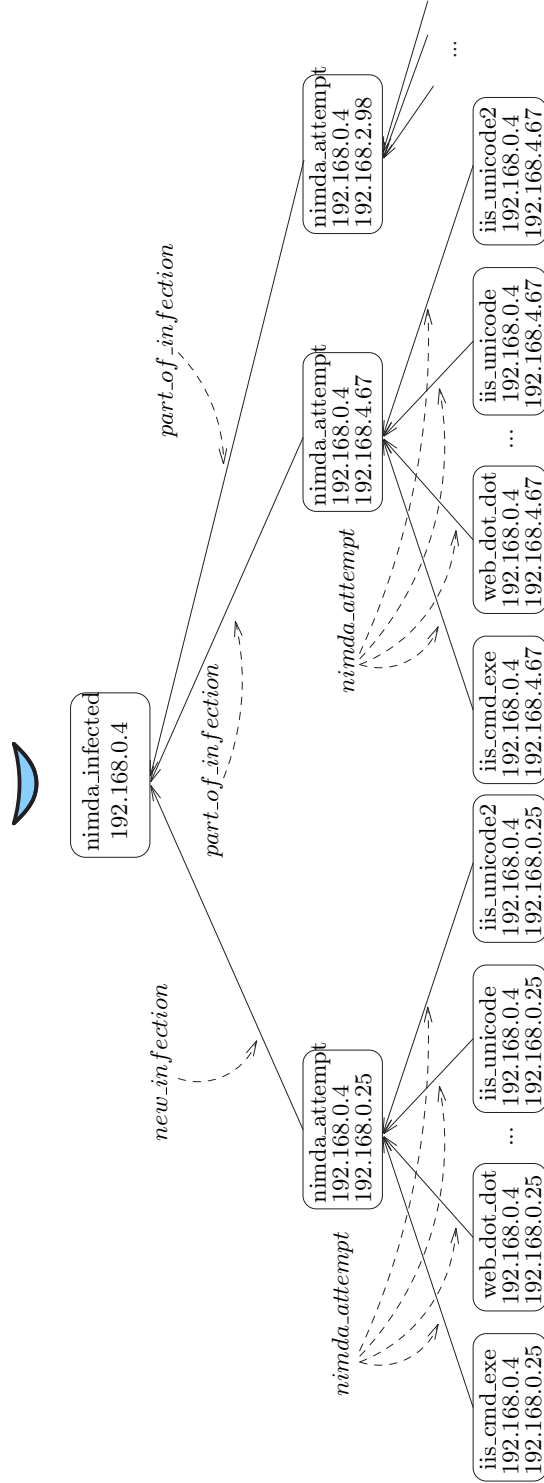 nimda_infected
192.168.0.4
new_infection
part_of_infection
part_of_infection
nimda_attempt
192.168.0.4
192.168.0.25
nimda_attempt
192.168.0.4
192.168.4.67
nimda_attempt
192.168.0.4
192.168.2.98
nimda_attempt
nimda_attempt
...
iis_cmd_exe
192.168.0.4
192.168.0.25
web_dot_dot
192.168.0.4
192.168.0.25
...
iis_unicode
192.168.0.4
192.168.0.25
iis_unicode2
192.168.0.4
192.168.0.25
iis_cmd_exe
192.168.0.4
192.168.4.67
web_dot_dot
192.168.0.4
192.168.4.67
...
iis_unicode
192.168.0.4
192.168.4.67
iis_unicode2
192.168.0.4
192.168.4.67